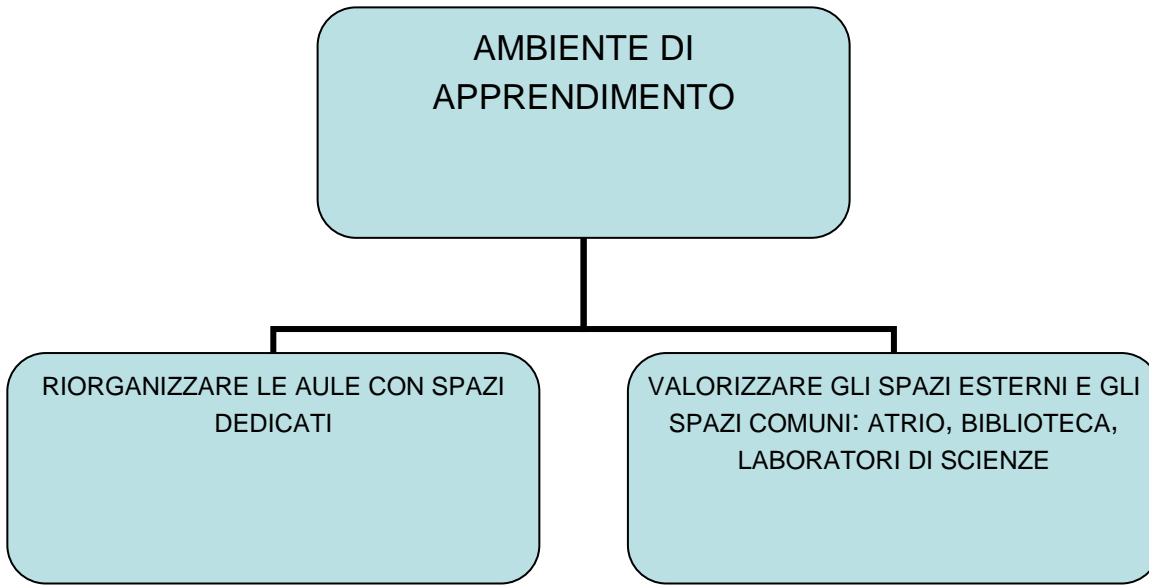 AMBIENTE DI
APPRENDIMENTO
RIORGANIZZARE LE AULE CON SPAZI
DEDICATI
VALORIZZARE GLI SPAZI ESTERNI E GLI
SPAZI COMUNI: ATRIO, BIBLIOTECA,
LABORATORI DI SCIENZE